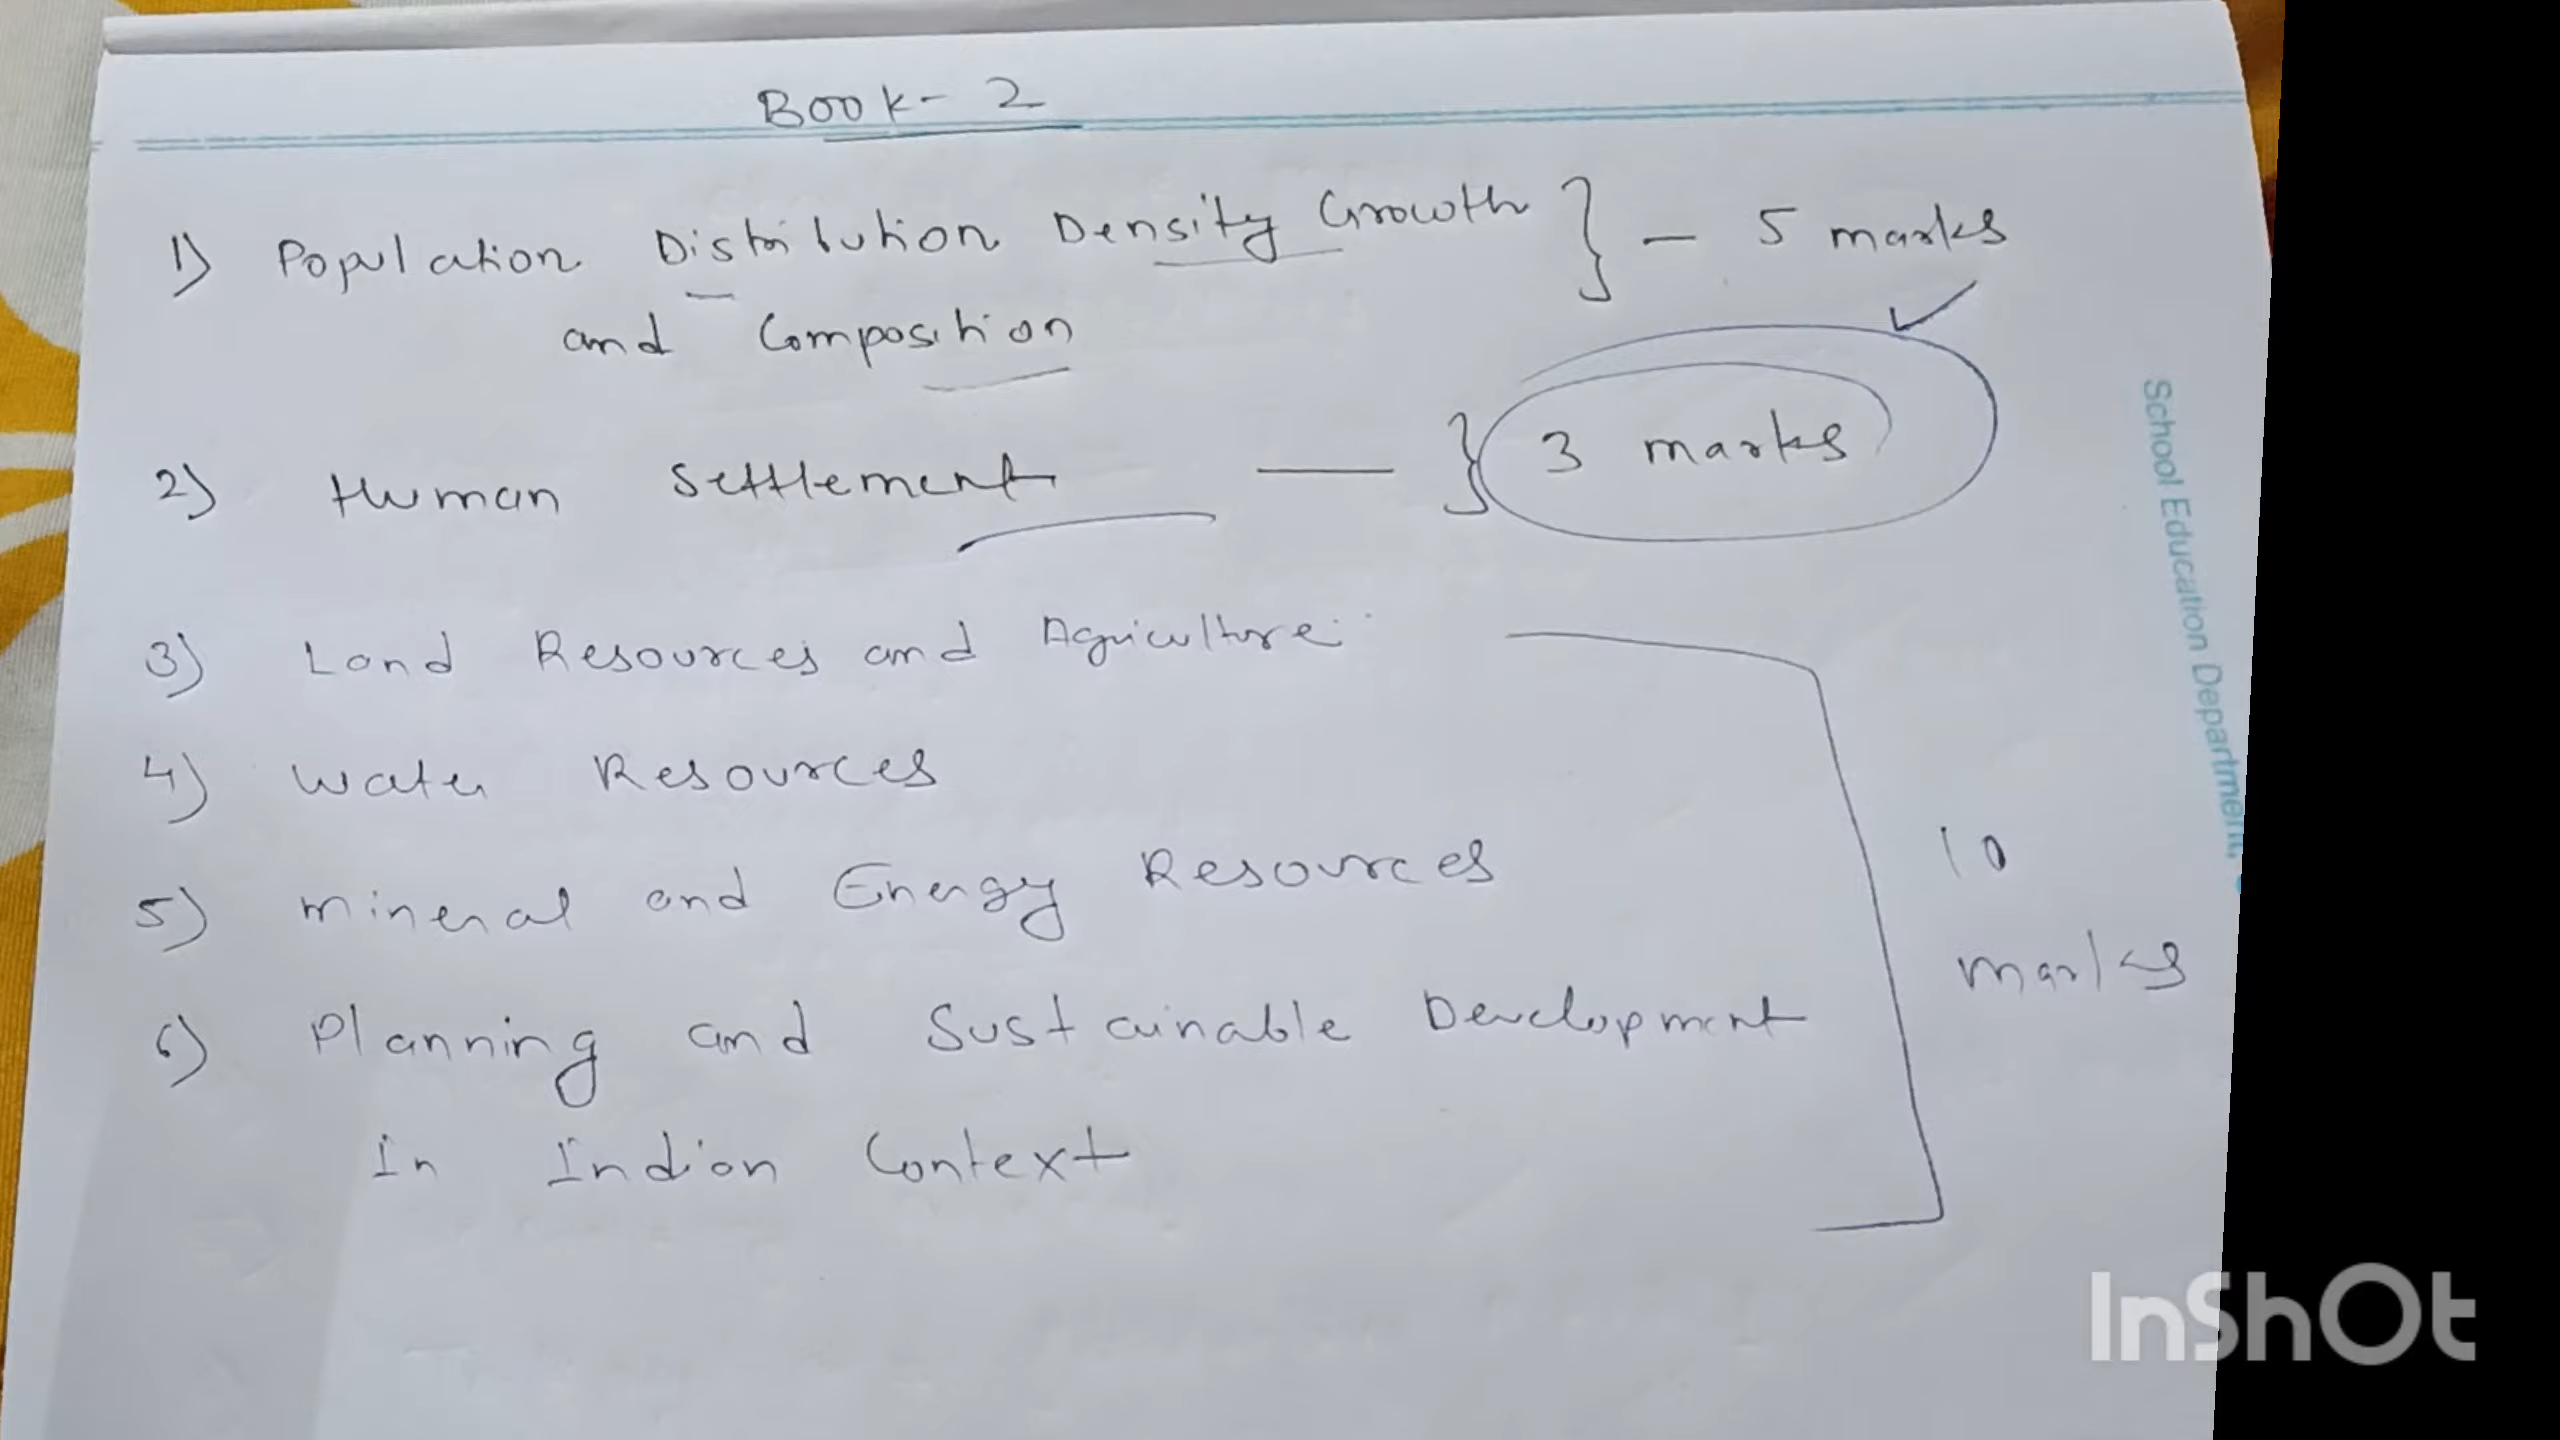 Book- 2
1) Population Distribution Density Growth } - 5 marks
and Composition
2) Human Settlement — } 3 marks
3) Land Resources and Agriculture
4) Water Resources
5) Mineral and Energy Resources
10
marks
6) Planning and Sustainable Development
In Indian Context
School Education Department,
InShOt